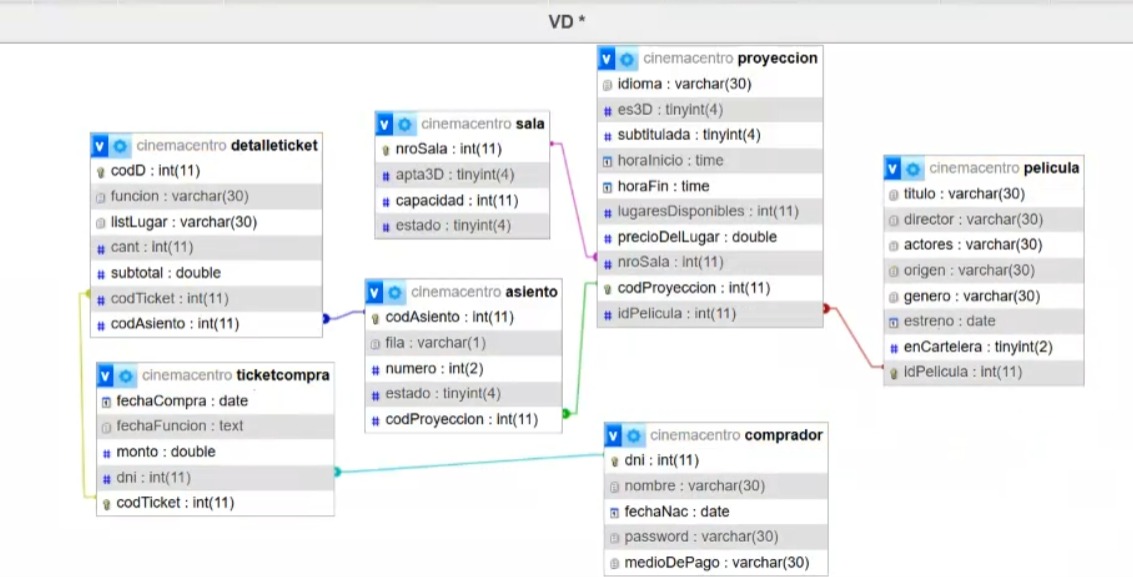 VD *
cinemacentro detalleticket
codD : int(11)
funcion : varchar(30)
listLugar : varchar(30)
cant : int(11)
subtotal : double
codTicket : int(11)
codAsiento : int(11)
cinemacentro ticketcompra
fechaCompra : date
fechaFuncion : text
monto : double
dni : int(11)
codTicket : int(11)
cinemacentro sala
nroSala : int(11)
apta3D : tinyint(4)
capacidad : int(11)
estado : tinyint(4)
cinemacentro asiento
codAsiento : int(11)
fila : varchar(1)
numero : int(2)
estado : tinyint(4)
codProyeccion : int(11)
cinemacentro proyeccion
idioma : varchar(30)
es3D : tinyint(4)
subtitulada : tinyint(4)
horaInicio : time
horaFin : time
lugaresDisponibles : int(11)
precioDelLugar : double
nroSala : int(11)
codProyeccion : int(11)
idPelicula : int(11)
cinemacentro comprador
dni : int(11)
nombre : varchar(30)
fechaNac : date
password : varchar(30)
medioDePago : varchar(30)
cinemacentro pelicula
titulo : varchar(30)
director : varchar(30)
actores : varchar(30)
origen : varchar(30)
genero : varchar(30)
estreno : date
enCartelera : tinyint(2)
idPelicula : int(11)